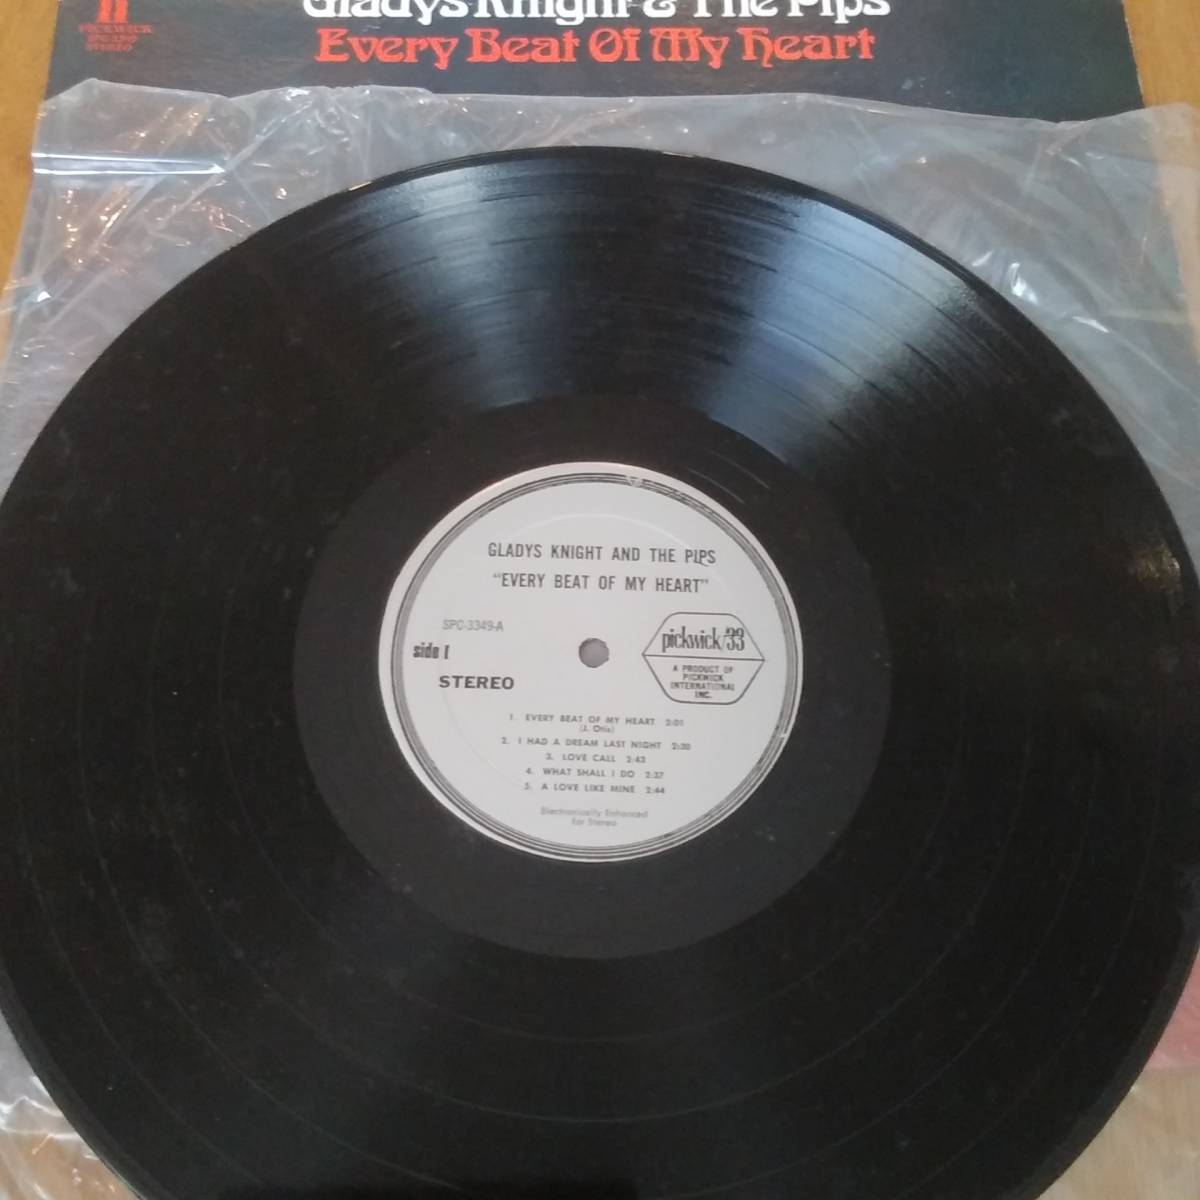 Gladys Knight & The Pips
Every Beat Of My Heart
PICKWICK
STEREO
GLADYS KNIGHT AND THE PIPS
"EVERY BEAT OF MY HEART"
SPC-3349-A
side 1
STEREO
pickwick/33
A PRODUCT OF
PICKWICK
INTERNATIONAL
INC.
1. EVERY BEAT OF MY HEART 2:01
(J. Otis)
2. I HAD A DREAM LAST NIGHT 2:30
3. LOVE CALL 2:43
4. WHAT SHALL I DO 2:37
5. A LOVE LIKE MINE 2:44
Electronically Enhanced
for Stereo